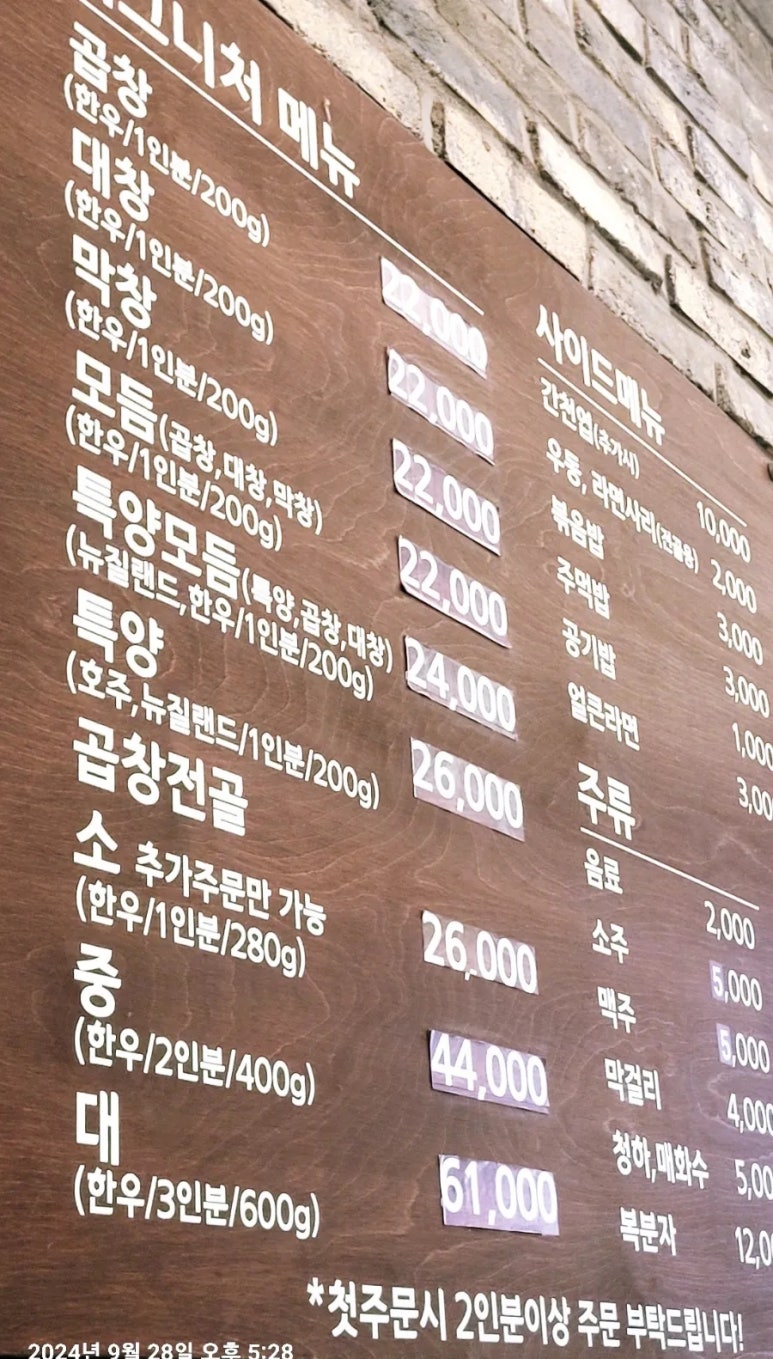 시그니처 메뉴
곱창
(한우/1인분/200g) 22,000
대창
(한우/1인분/200g) 22,000
막창
(한우/1인분/200g) 22,000
모듬(곱창,대창,막창)
(한우/1인분/200g) 22,000
특양모듬(특양,곱창,대창)
(뉴질랜드,한우/1인분/200g) 24,000
특양
(호주,뉴질랜드/1인분/200g) 26,000
곱창전골
소 추가주문만 가능
(한우/1인분/280g) 26,000
중
(한우/2인분/400g) 44,000
대
(한우/3인분/600g) 61,000
사이드메뉴
간천엽(추가시) 10,000
우동, 라면사리(전골용) 2,000
볶음밥 3,000
주먹밥 3,000
공기밥 1,000
얼큰라면 3,00
주류
음료 2,000
소주 5,000
맥주 5,000
막걸리 4,000
청하,매화수 5,00
복분자 12,0
*첫주문시 2인분이상 주문 부탁드립니다!
2024년 9월 28일 오후 5:28